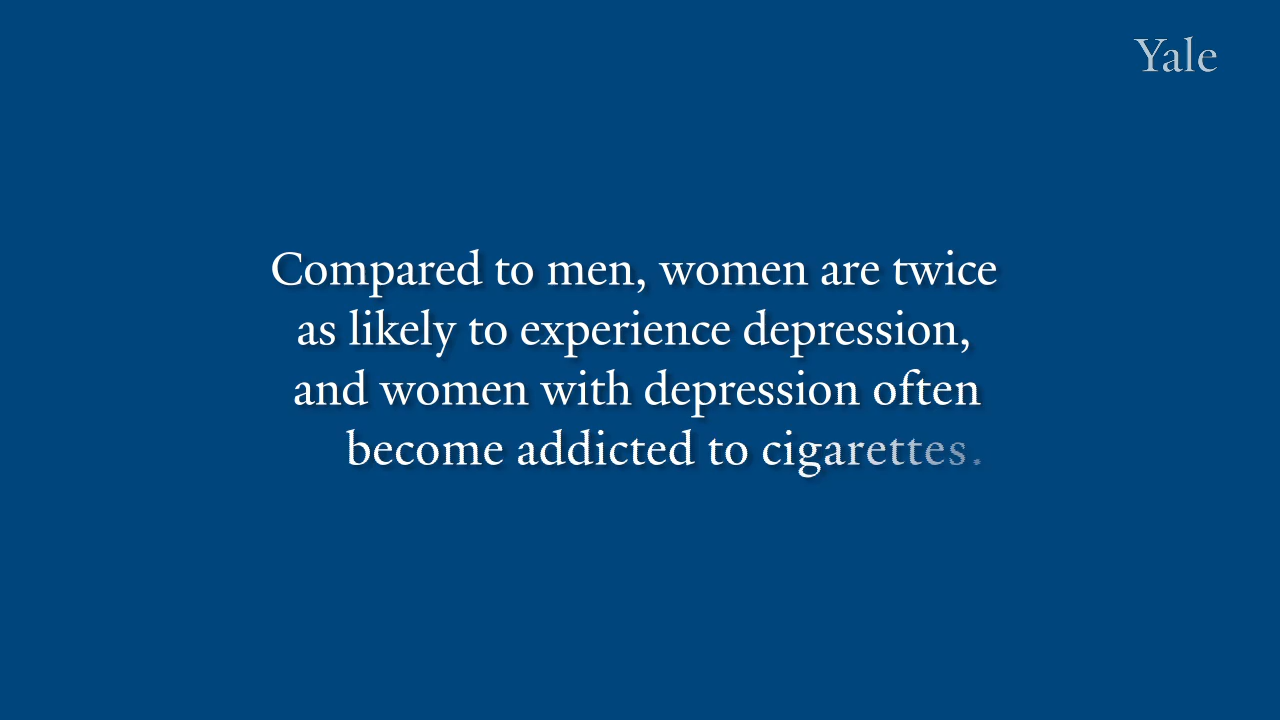 Yale
Compared to men, women are twice
as likely to experience depression,
and women with depression often
become addicted to cigarettes.